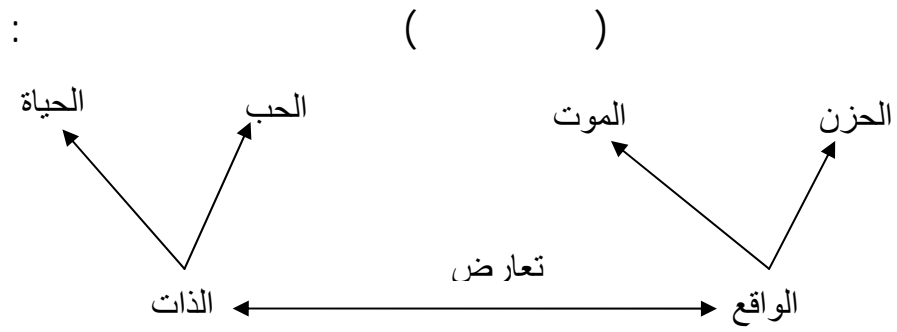 ( ) :
الحزن الموت الحب الحياة
تعارض
الواقع الذات